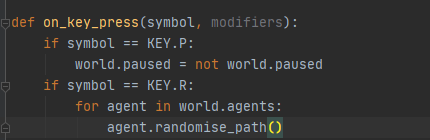 def on_key_press(symbol, modifiers):
    if symbol == KEY.P:
        world.paused = not world.paused
    if symbol == KEY.R:
        for agent in world.agents:
            agent.randomise_path()